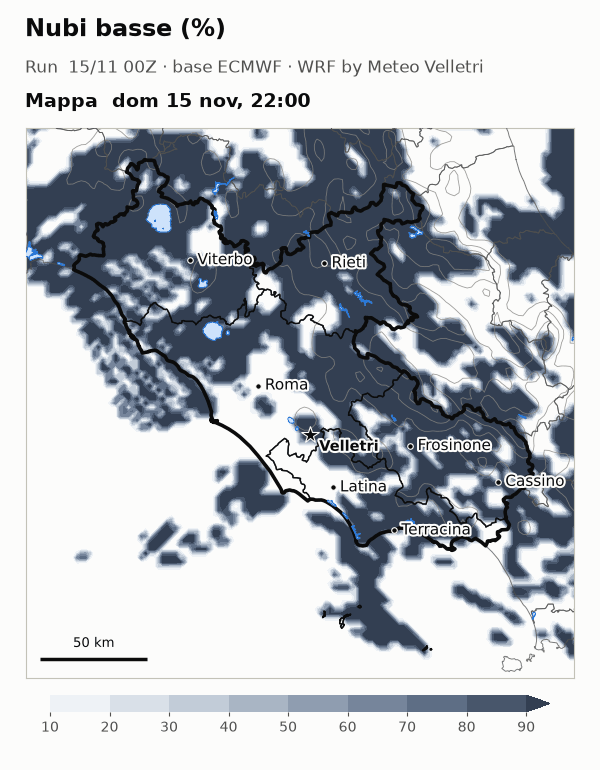 Nubi basse (%)
Run  15/11 00Z · base ECMWF · WRF by Meteo Velletri
Mappa  dom 15 nov, 22:00
Viterbo
Rieti
Roma
Velletri
Frosinone
Cassino
Latina
Terracina
50 km
10 20 30 40 50 60 70 80 90